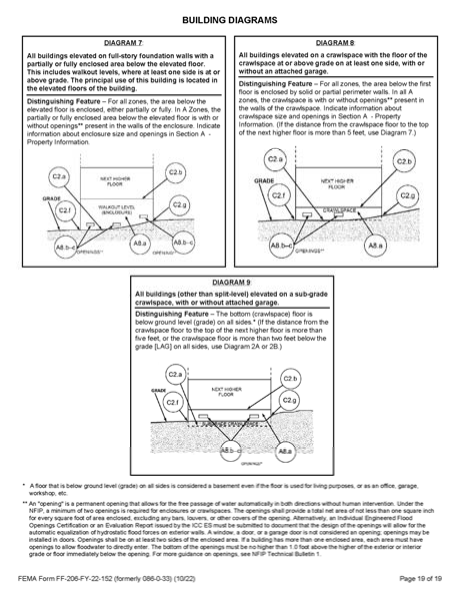 BUILDING DIAGRAMS
DIAGRAM 7
All buildings elevated on full-story foundation walls with a
partially or fully enclosed area below the elevated floor.
This includes walkout levels, where at least one side is at or
above grade. The principal use of this building is located in
the elevated floors of the building.
Distinguishing Feature – For all zones, the area below the
elevated floor is enclosed, either partially or fully. In A Zones, the
partially or fully enclosed area below the elevated floor is with or
without openings** present in the walls of the enclosure. Indicate
information about enclosure size and openings in Section A -
Property Information.
C2.a
C2.b
NEXT HIGHER
FLOOR
GRADE
C2.f
WALKOUT LEVEL
(ENCLOSURE)
C2.g
A8.b–c
A8.a
A8.b–c
OPENINGS**
OPENING
DIAGRAM 8
All buildings elevated on a crawlspace with the floor of the
crawlspace at or above grade on at least one side, with or
without an attached garage.
Distinguishing Feature – For all zones, the area below the first
floor is enclosed by solid or partial perimeter walls. In all A
zones, the crawlspace is with or without openings** present in
the walls of the crawlspace. Indicate information about
crawlspace size and openings in Section A - Property
Information. (If the distance from the crawlspace floor to the top
of the next higher floor is more than 5 feet, use Diagram 7.)
C2.a
C2.b
GRADE
NEXT HIGHER
FLOOR
C2.f
C2.g
CRAWLSPACE
A8.b–c
A8.a
OPENINGS**
DIAGRAM 9
All buildings (other than split-level) elevated on a sub-grade
crawlspace, with or without attached garage.
Distinguishing Feature – The bottom (crawlspace) floor is
below ground level (grade) on all sides.* (If the distance from the
crawlspace floor to the top of the next higher floor is more than
five feet, or the crawlspace floor is more than two feet below the
grade [LAG] on all sides, use Diagram 2A or 2B.)
C2.a
C2.b
GRADE
NEXT HIGHER
FLOOR
C2.f
C2.g
SUBGRADE CRAWLSPACE
A8.b–c
A8.a
OPENINGS**
* A floor that is below ground level (grade) on all sides is considered a basement even if the floor is used for living purposes, or as an office, garage,
workshop, etc.
** An "opening" is a permanent opening that allows for the free passage of water automatically in both directions without human intervention. Under the
NFIP, a minimum of two openings is required for enclosures or crawlspaces. The openings shall provide a total net area of not less than one square inch
for every square foot of area enclosed, excluding any bars, louvers, or other covers of the opening. Alternatively, an Individual Engineered Flood
Openings Certification or an Evaluation Report issued by the ICC ES must be submitted to document that the design of the openings will allow for the
automatic equalization of hydrostatic flood forces on exterior walls. A window, a door, or a garage door is not considered an opening; openings may be
installed in doors. Openings shall be on at least two sides of the enclosed area. If a building has more than one enclosed area, each area must have
openings to allow floodwater to directly enter. The bottom of the openings must be no higher than 1.0 foot above the higher of the exterior or interior
grade or floor immediately below the opening. For more guidance on openings, see NFIP Technical Bulletin 1.
FEMA Form FF-206-FY-22-152 (formerly 086-0-33) (10/22)
Page 19 of 19